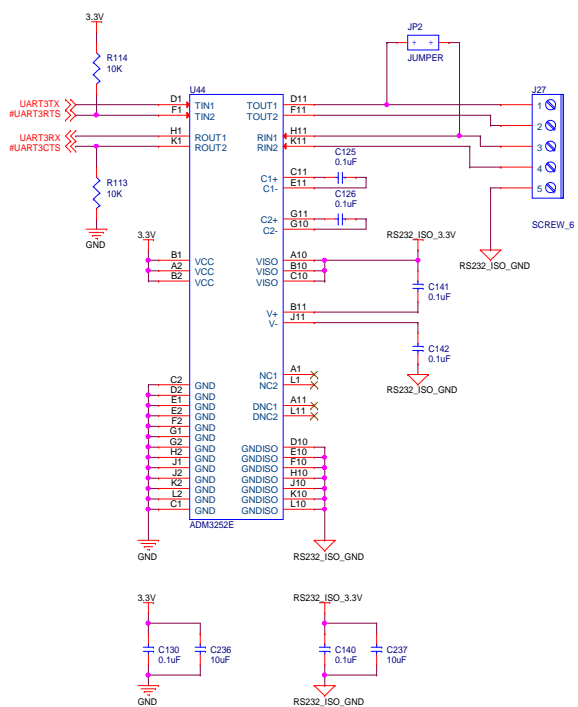 3.3V
R114
10K
JP2
JUMPER
U44
J27
UART3TX
#UART3RTS
D1
F1
TIN1
TIN2
TOUT1
TOUT2
D11
F11
1
2
3
4
5
UART3RX
#UART3CTS
H1
K1
ROUT1
ROUT2
RIN1
RIN2
H11
K11
C125
0.1uF
C1+
C1-
C11
E11
R113
10K
C126
0.1uF
C2+
C2-
G11
G10
GND
SCREW_6
3.3V
RS232_ISO_3.3V
RS232_ISO_GND
B1
A2
B2
VCC
VCC
VCC
VISO
VISO
VISO
A10
B10
C10
C141
0.1uF
V+
V-
B11
J11
C142
0.1uF
RS232_ISO_GND
NC1
NC2
A1
L1
DNC1
DNC2
A11
L11
C2
D2
E1
E2
F2
G1
G2
H2
J1
J2
K2
L2
C1
GND
GND
GND
GND
GND
GND
GND
GND
GND
GND
GND
GND
GND
GNDISO
GNDISO
GNDISO
GNDISO
GNDISO
GNDISO
GNDISO
D10
E10
F10
H10
J10
K10
L10
ADM3252E
GND
RS232_ISO_GND
3.3V
C130
0.1uF
C236
10uF
GND
RS232_ISO_3.3V
C140
0.1uF
C237
10uF
RS232_ISO_GND